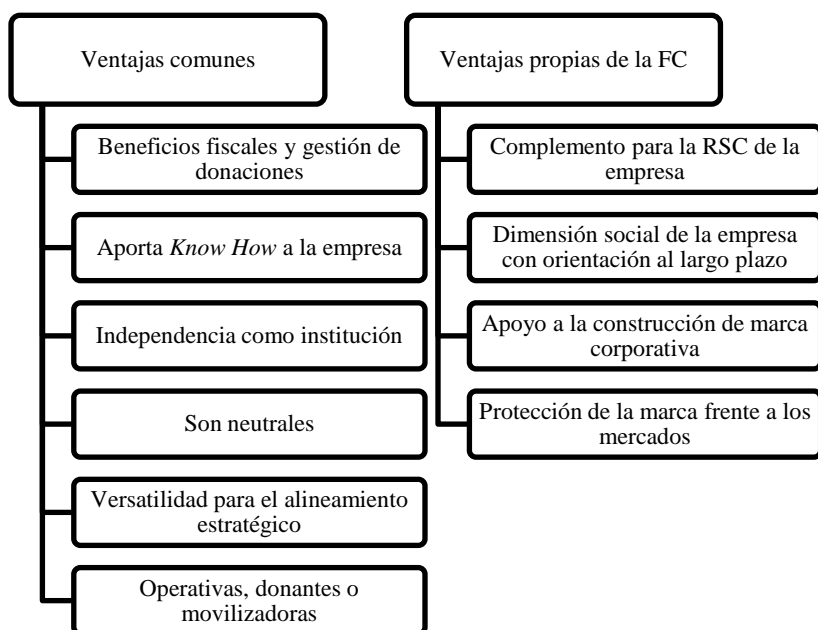 Ventajas comunes
Beneficios fiscales y gestión de
donaciones
Aporta Know How a la empresa
Independencia como institución
Son neutrales
Versatilidad para el alineamiento
estratégico
Operativas, donantes o
movilizadoras
Ventajas propias de la FC
Complemento para la RSC de la
empresa
Dimensión social de la empresa
con orientación al largo plazo
Apoyo a la construcción de marca
corporativa
Protección de la marca frente a los
mercados